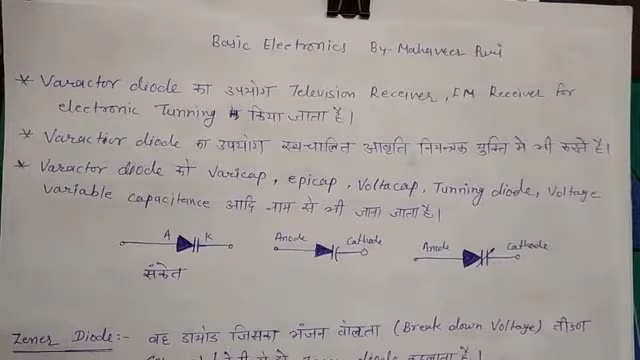 Basic Electronics By- Mahaveer Puri
* Varactor diode का उपयोग Television Receiver, FM Receiver for
electronic Tunning में किया जाता है।
* Varactor diode का उपयोग स्वचालित आवृति नियन्त्रक युक्ति में भी करते है।
* Varactor diode को Varicap, epicap, Voltacap, Tunning diode, Voltage
variable capacitance आदि नाम से भी जाना जाता है।
A K Anode Cathode Anode Cathode
संकेत
Zener Diode:- वह डायोड जिसका भंजन वोल्टता (Break down Voltage) तीक्ष्ण